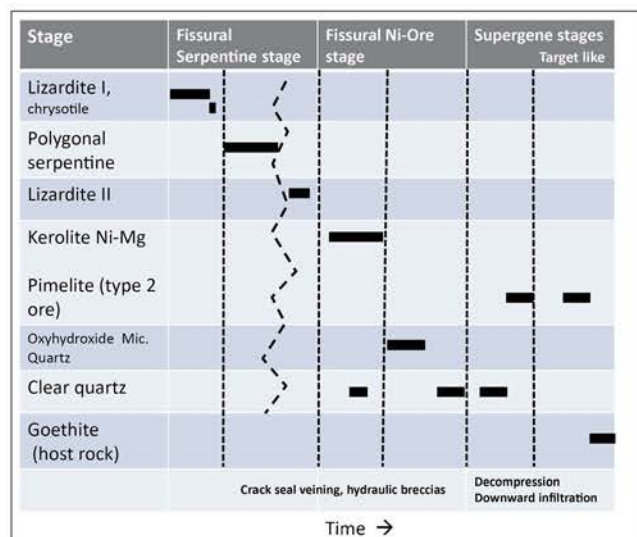 Stage
Fissural
Serpentine stage
Fissural Ni-Ore
stage
Supergene stages
Target like
Lizardite I,
chrysotile
Polygonal
serpentine
Lizardite II
Kerolite Ni-Mg
Pimelite (type 2
ore)
Oxyhydroxide Mic.
Quartz
Clear quartz
Goethite
(host rock)
Crack seal veining, hydraulic breccias
Decompression
Downward infiltration
Time →